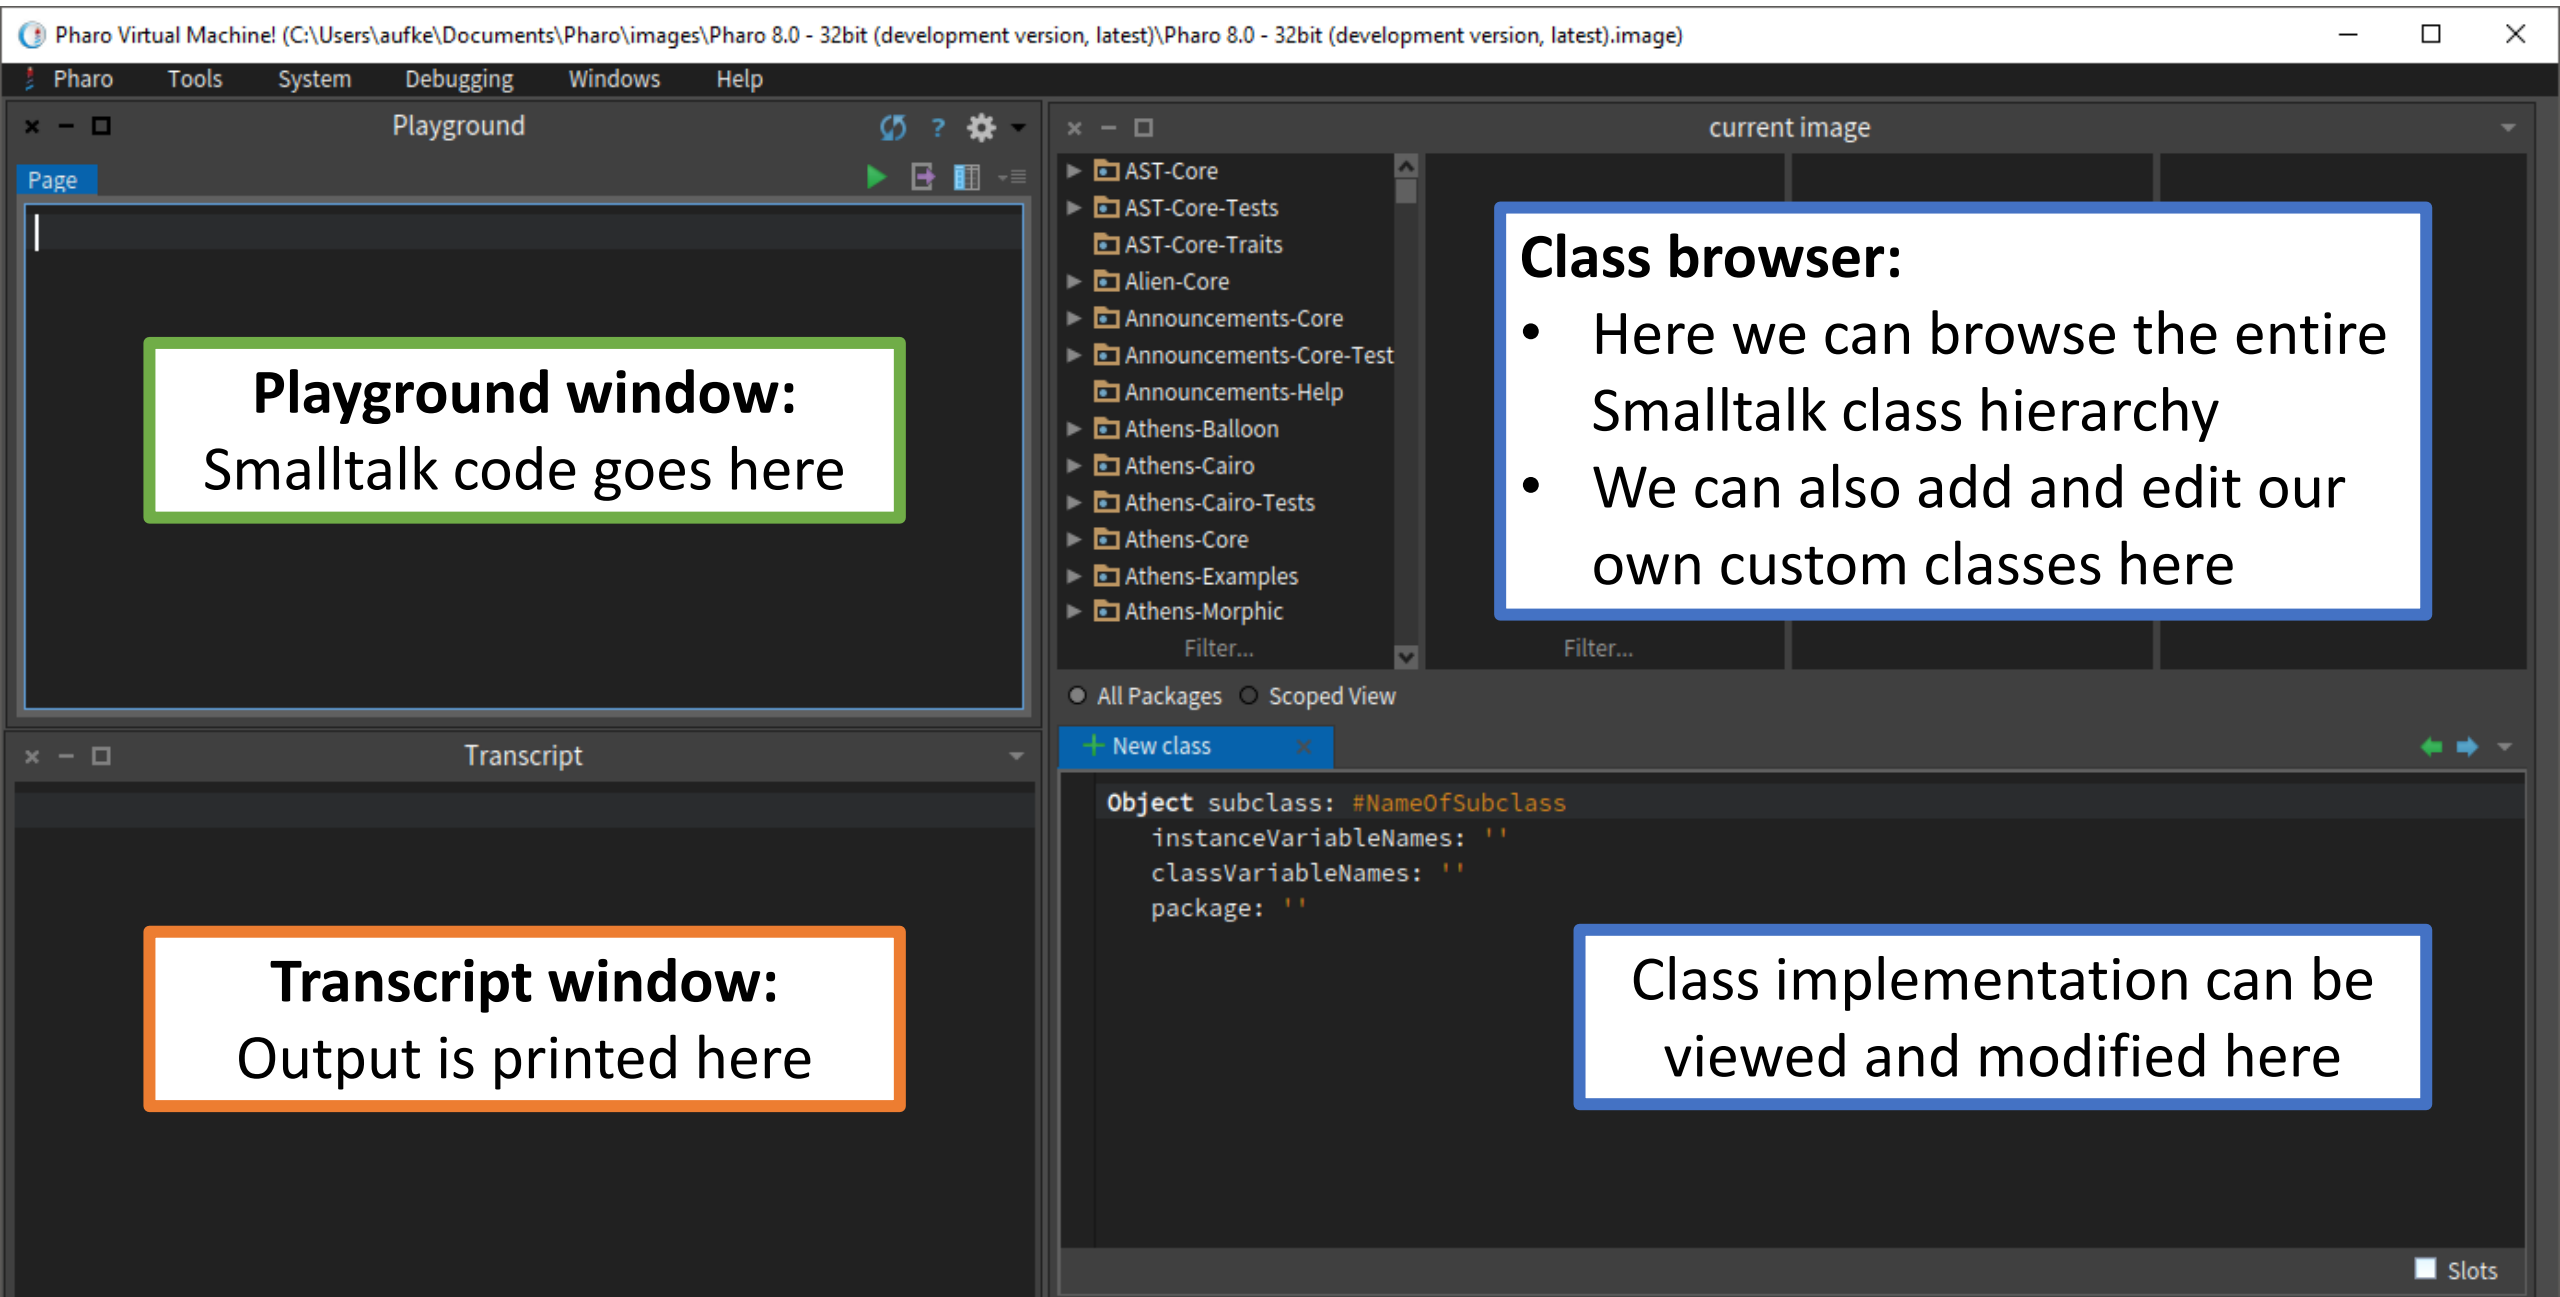 Pharo Virtual Machine! (C:\Users\aufke\Documents\Pharo\images\Pharo 8.0 - 32bit (development version, latest)\Pharo 8.0 - 32bit (development version, latest).image)
Pharo Tools System Debugging Windows Help
Playground
?
Page
Playground window:
Smalltalk code goes here
Transcript
Transcript window:
Output is printed here
current image
AST-Core
AST-Core-Tests
AST-Core-Traits
Alien-Core
Announcements-Core
Announcements-Core-Test
Announcements-Help
Athens-Balloon
Athens-Cairo
Athens-Cairo-Tests
Athens-Core
Athens-Examples
Athens-Morphic
Filter... Filter...
Class browser:
• Here we can browse the entire
Smalltalk class hierarchy
• We can also add and edit our
own custom classes here
All Packages Scoped View
New class
Object subclass: #NameOfSubclass
instanceVariableNames: ''
classVariableNames: ''
package: ''
Class implementation can be
viewed and modified here
Slots